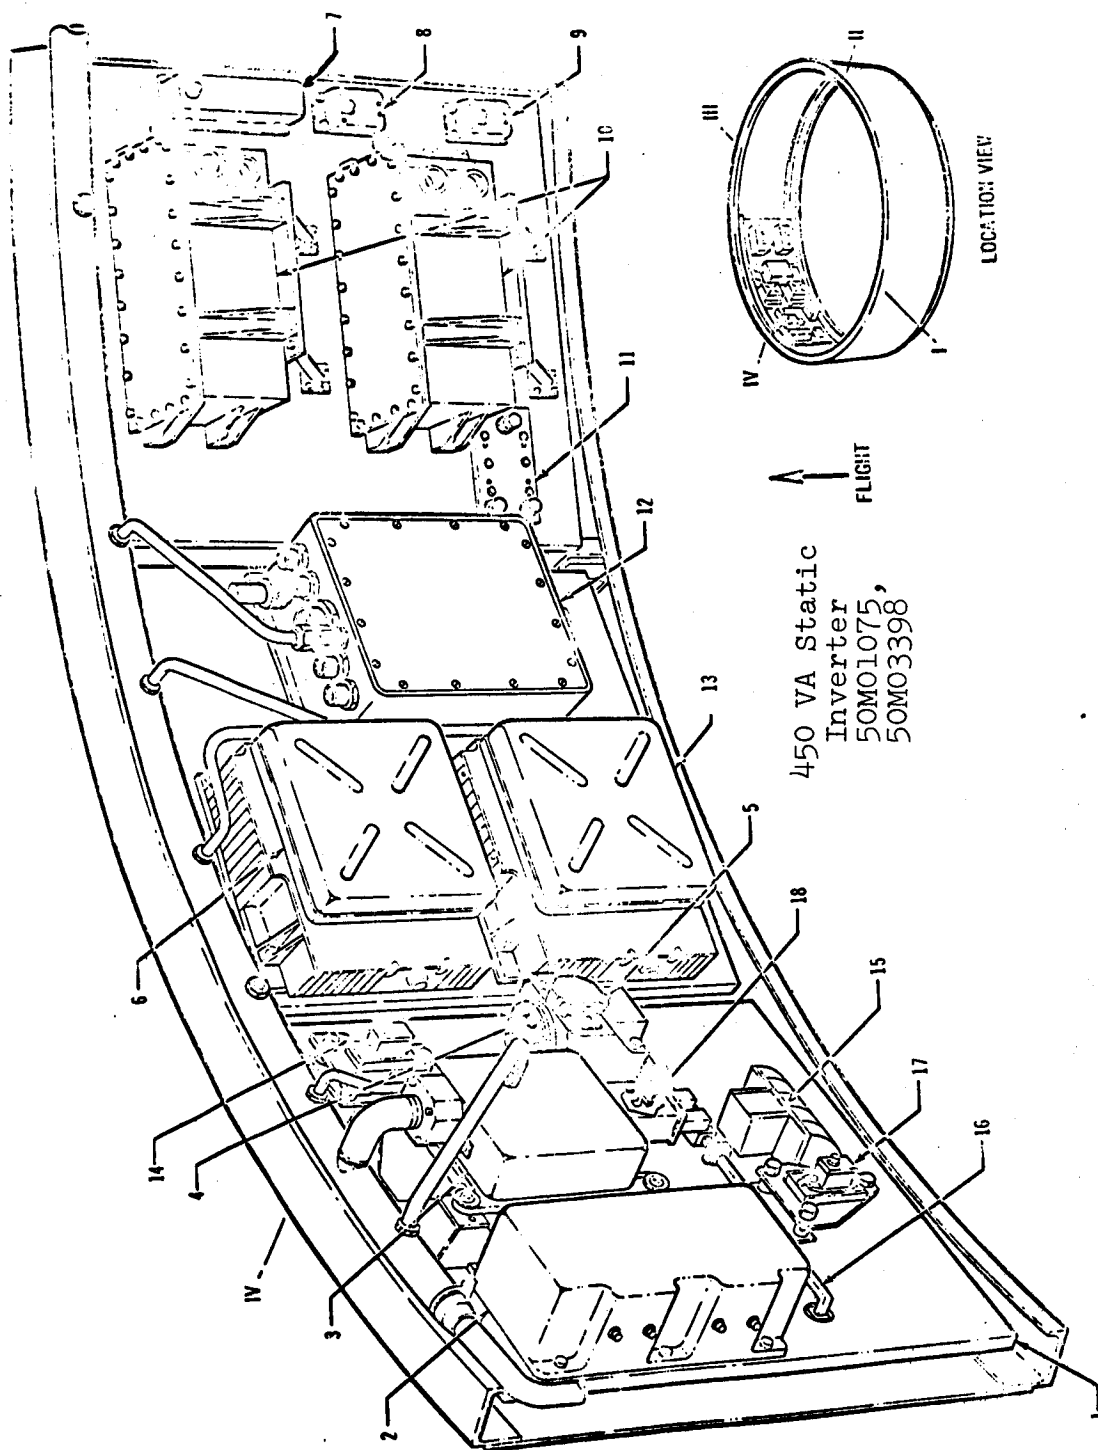 7
8
9
10
11
12
13
5
18
15
17
16
1
2
3
IV
4
14
6
III
II
IV
I
LOCATION VIEW
FLIGHT
450 VA Static
Inverter
50M01075,
50M03398